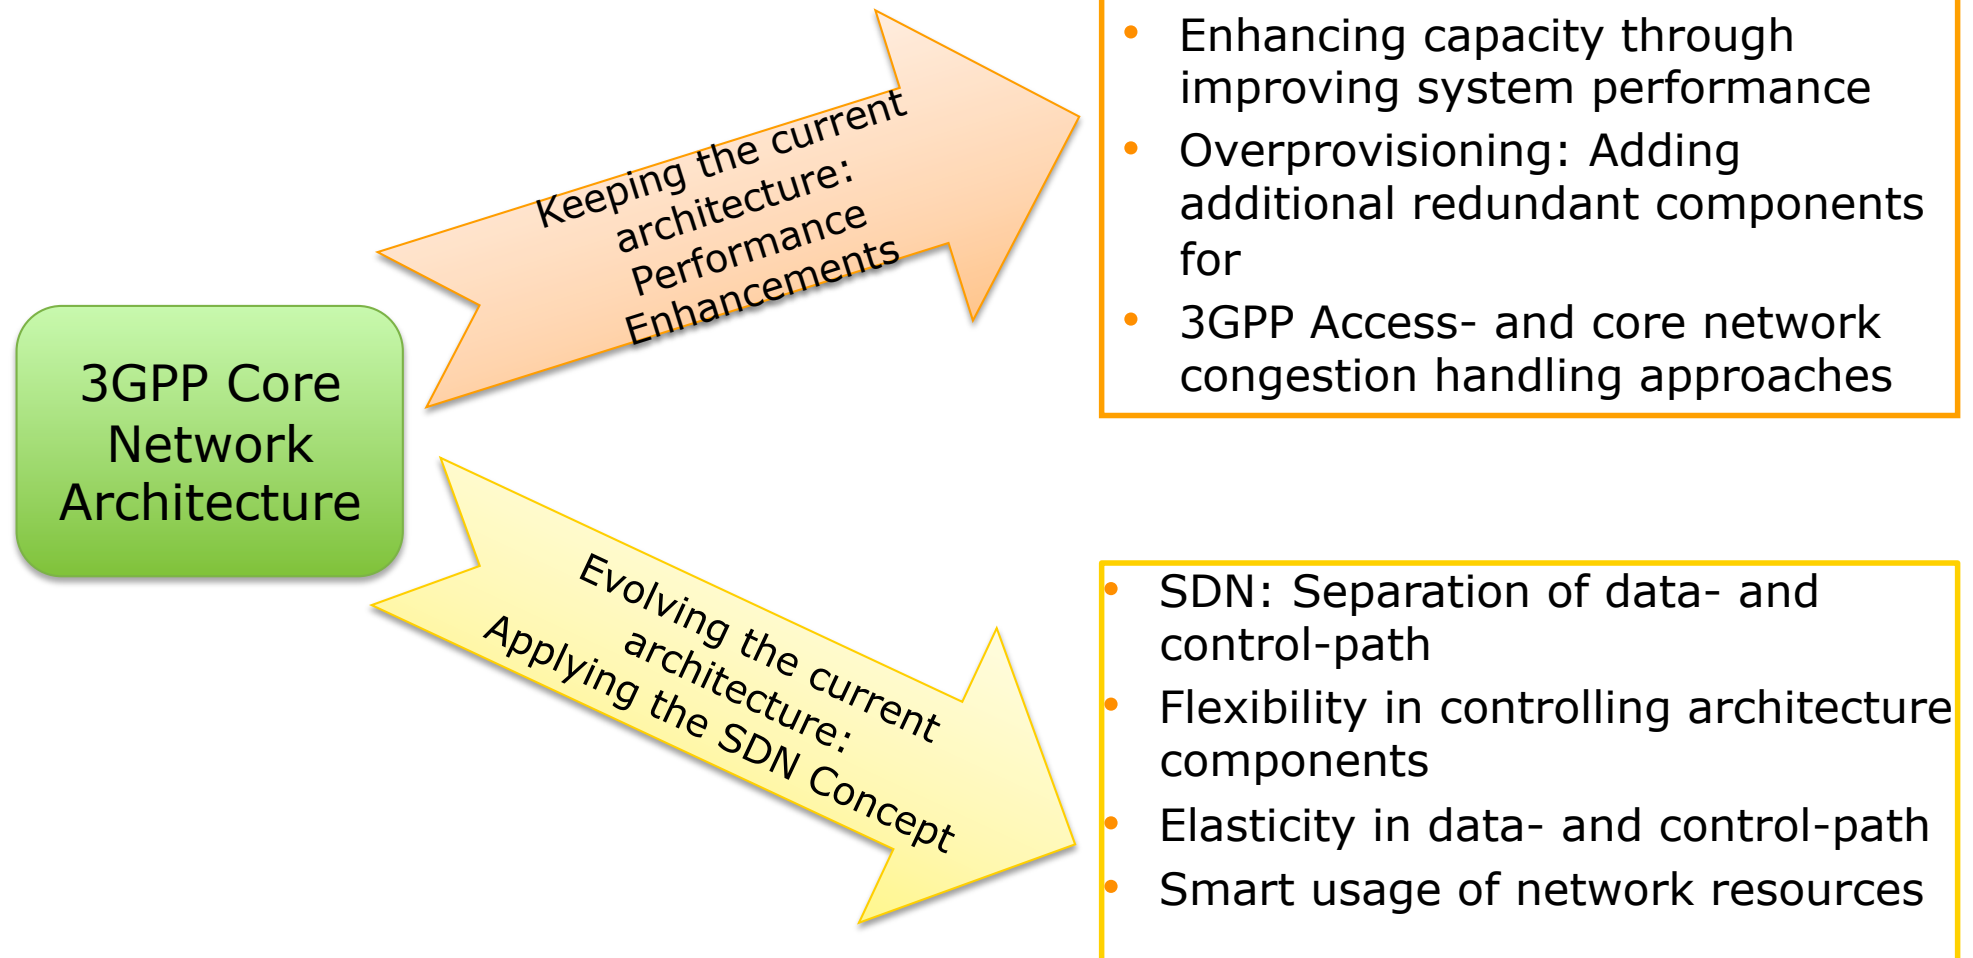 3GPP Core
Network
Architecture
Keeping the current
architecture:
Performance
Enhancements
• Enhancing capacity through
improving system performance
• Overprovisioning: Adding
additional redundant components
for
• 3GPP Access- and core network
congestion handling approaches
Evolving the current
architecture:
Applying the SDN Concept
• SDN: Separation of data- and
control-path
• Flexibility in controlling architecture
components
• Elasticity in data- and control-path
• Smart usage of network resources